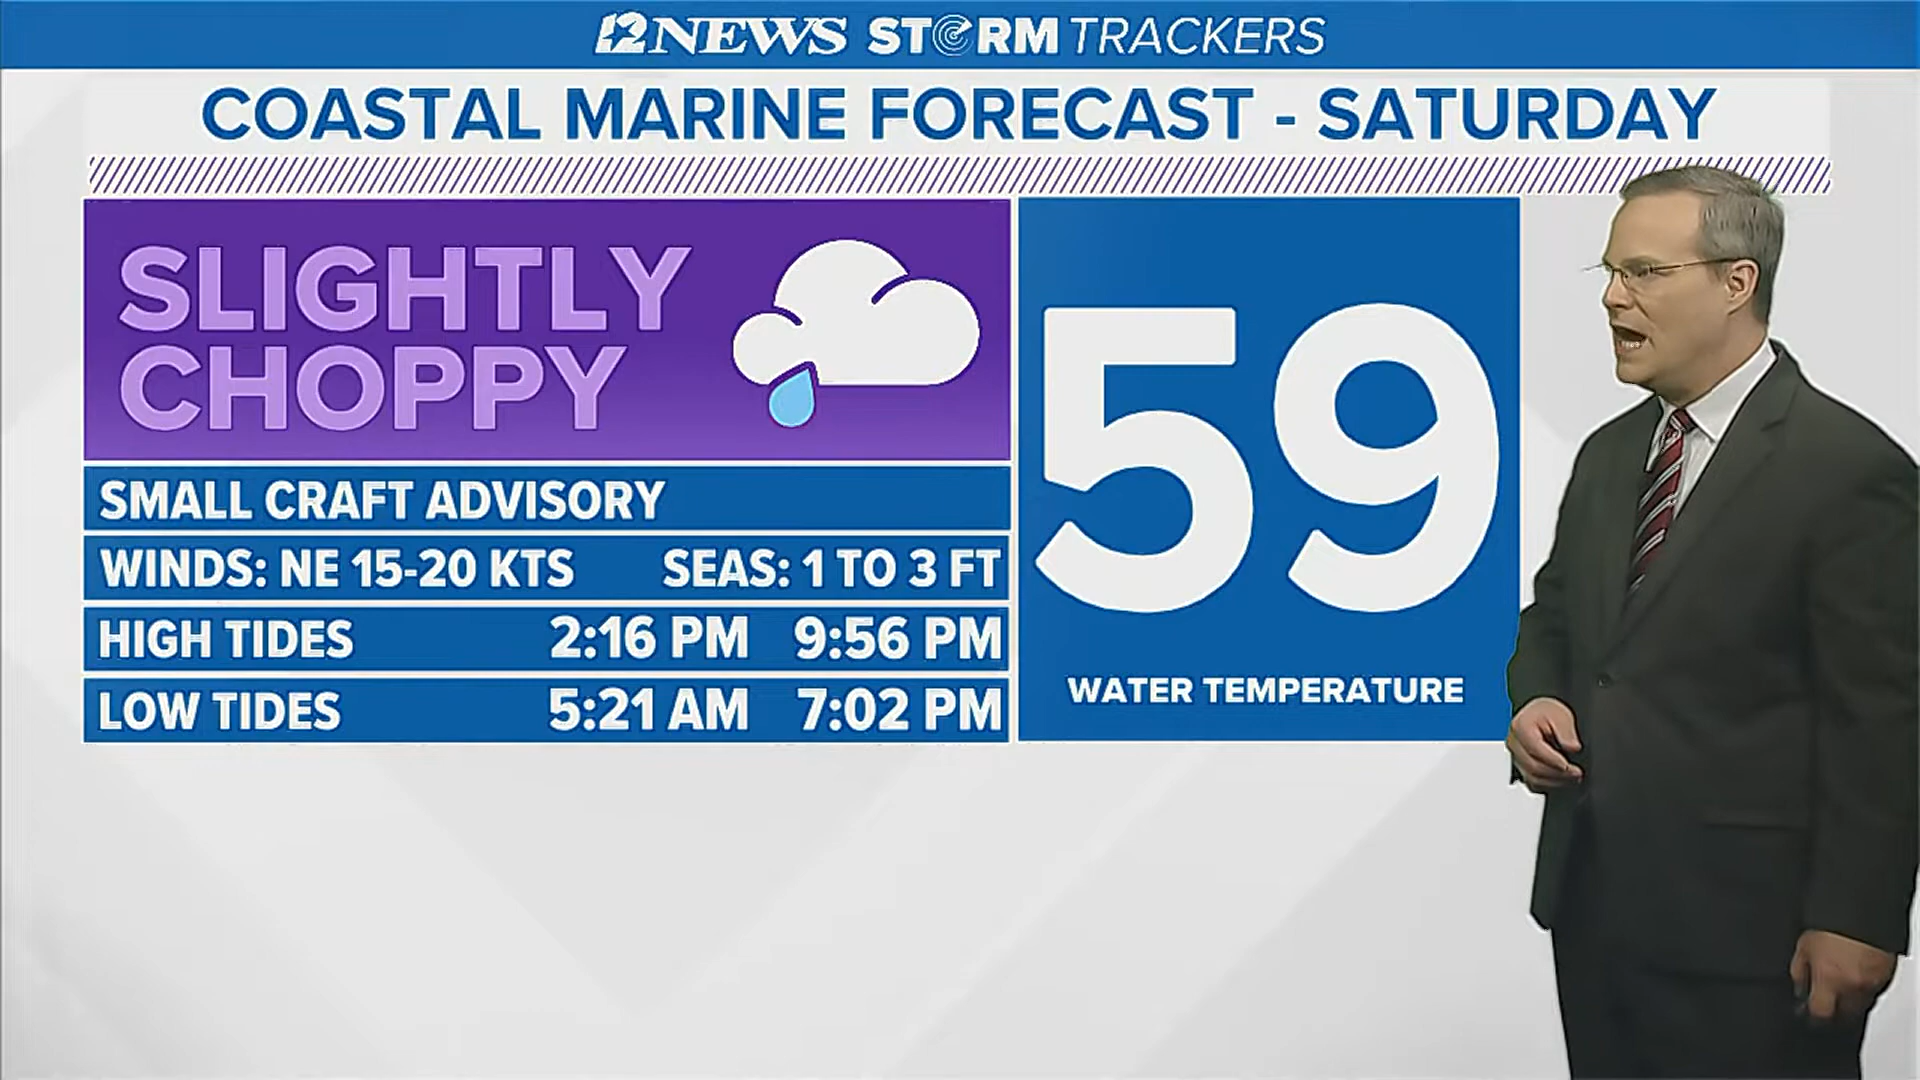 12NEWS STORM TRACKERS
COASTAL MARINE FORECAST - SATURDAY
SLIGHTLY
CHOPPY
SMALL CRAFT ADVISORY
WINDS: NE 15-20 KTS SEAS: 1 TO 3 FT
HIGH TIDES 2:16 PM 9:56 PM
LOW TIDES 5:21 AM 7:02 PM
59
WATER TEMPERATURE